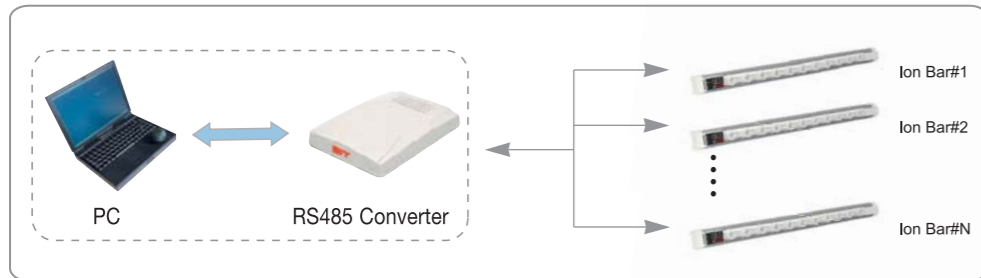 PC
RS485 Converter
Ion Bar#1
Ion Bar#2
Ion Bar#N